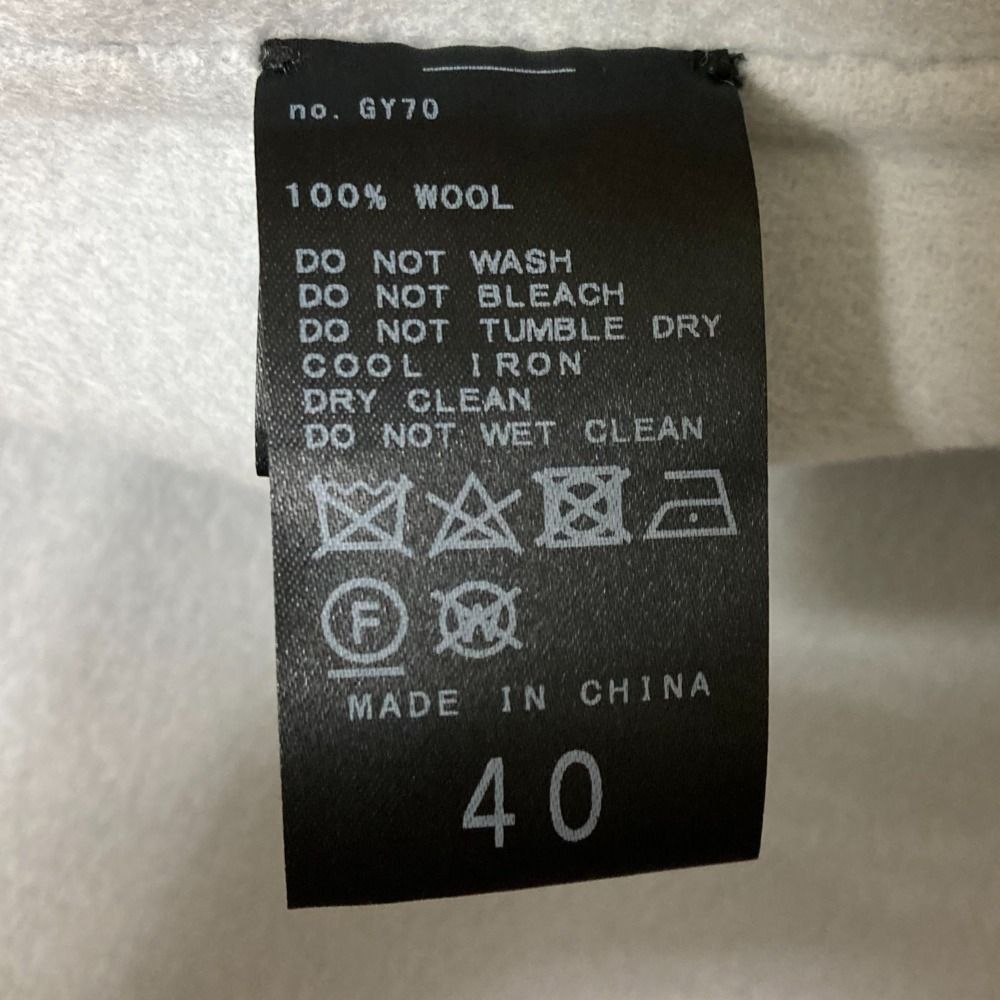 no. GY70
100% WOOL
DO NOT WASH
DO NOT BLEACH
DO NOT TUMBLE DRY
COOL IRON
DRY CLEAN
DO NOT WET CLEAN
F W
MADE IN CHINA
40